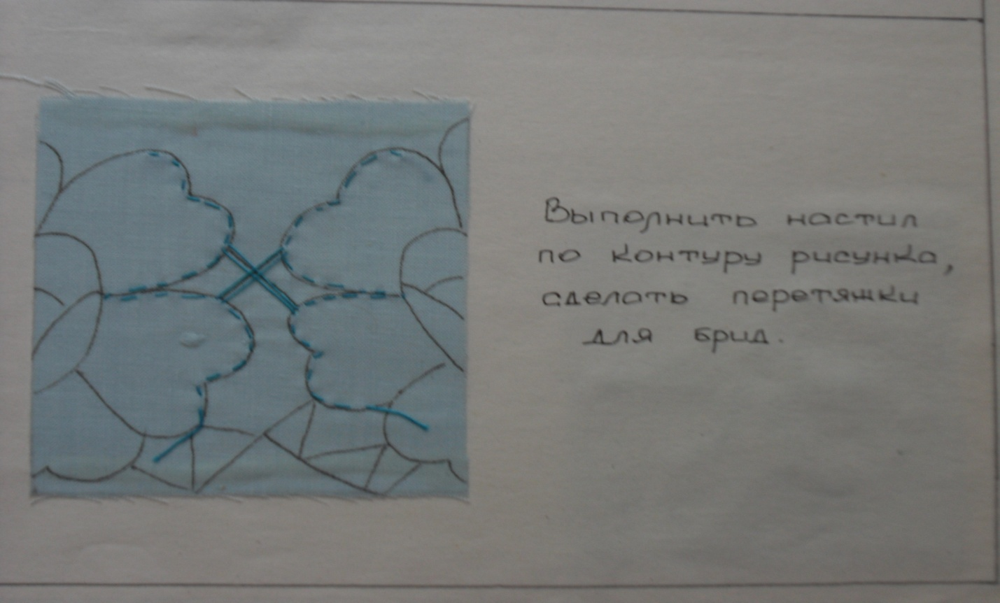 Выполнить настил
по контуру рисунка,
сделать перетяжки
для брид.